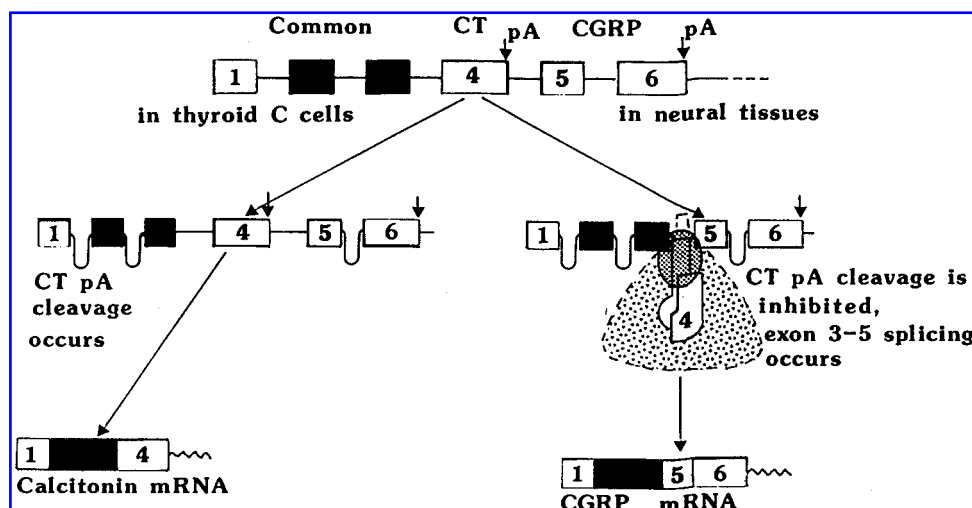 Common CT pA CGRP pA
1 4 5 6
in thyroid C cells in neural tissues
1 4 5 6
CT pA
cleavage
occurs
1 5 6
4
CT pA cleavage is
inhibited,
exon 3-5 splicing
occurs
1 4
Calcitonin mRNA
1 5 6
CGRP mRNA